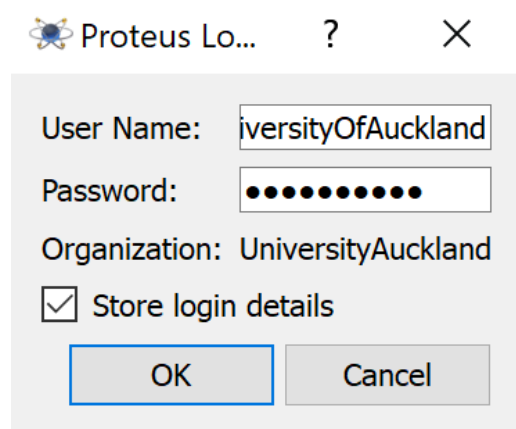 Proteus Lo... ?
User Name: iversityOfAuckland
Password: ●●●●●●●●●●
Organization: UniversityAuckland
Store login details
OK Cancel